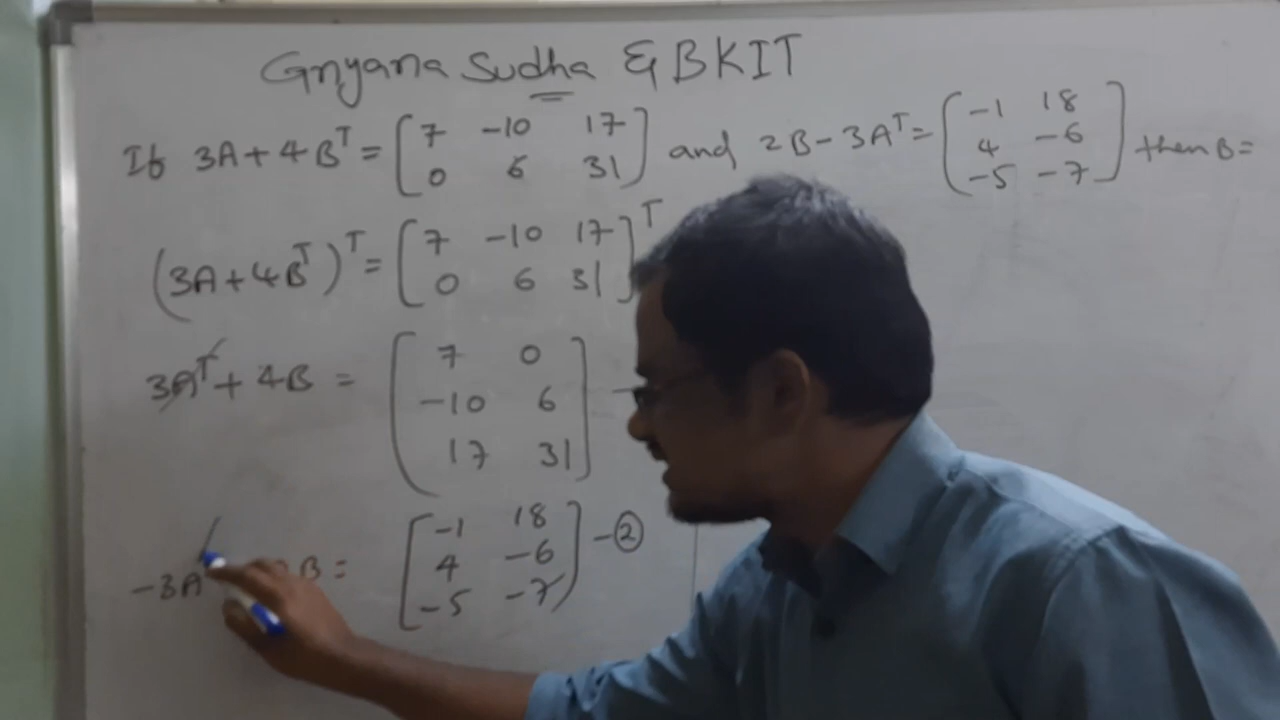 Gnyana Sudha & BKIT
If 3A + 4B^T = [7 -10 17; 0 6 31] and 2B - 3A^T = [-1 18; 4 -6; -5 -7] then B =
(3A + 4B^T)^T = [7 -10 17; 0 6 31]^T
3A^T + 4B = [7 0; -10 6; 17 31] -
-3A B = [-1 18; 4 -6; -5 -7] - ②